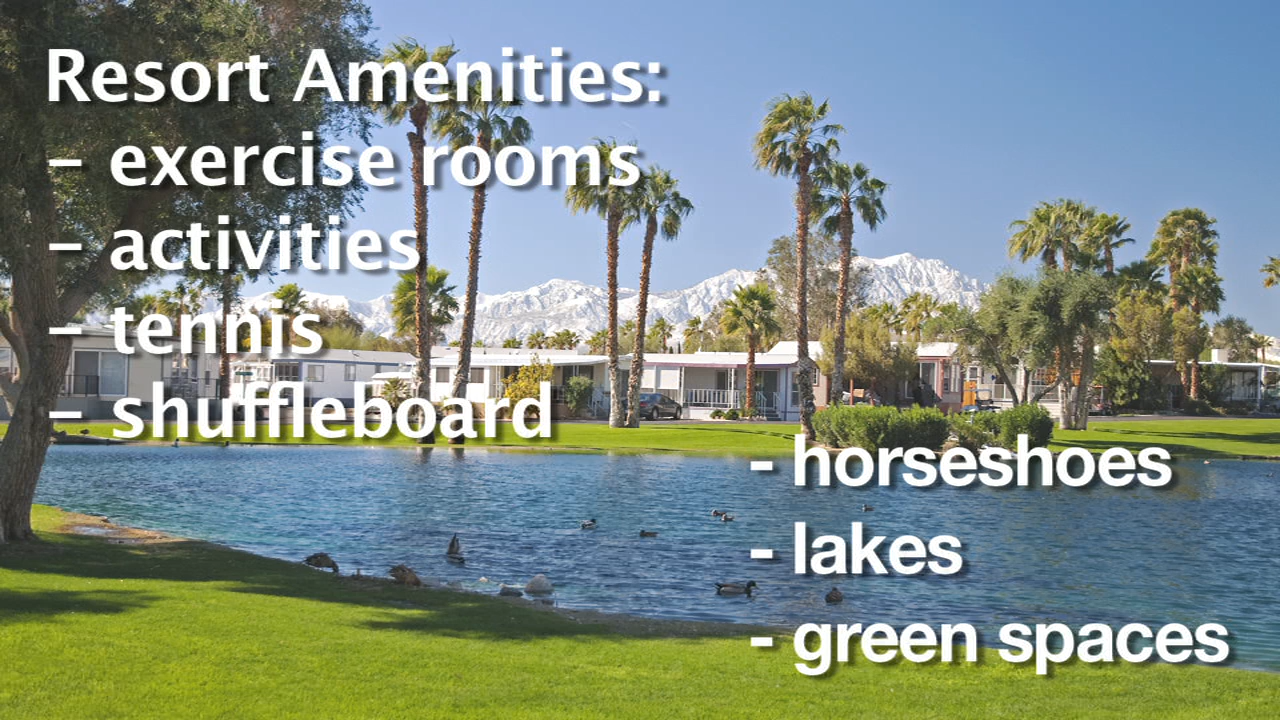 Resort Amenities:
- exercise rooms
- activities
- tennis
- shuffleboard
- horseshoes
- lakes
- green spaces